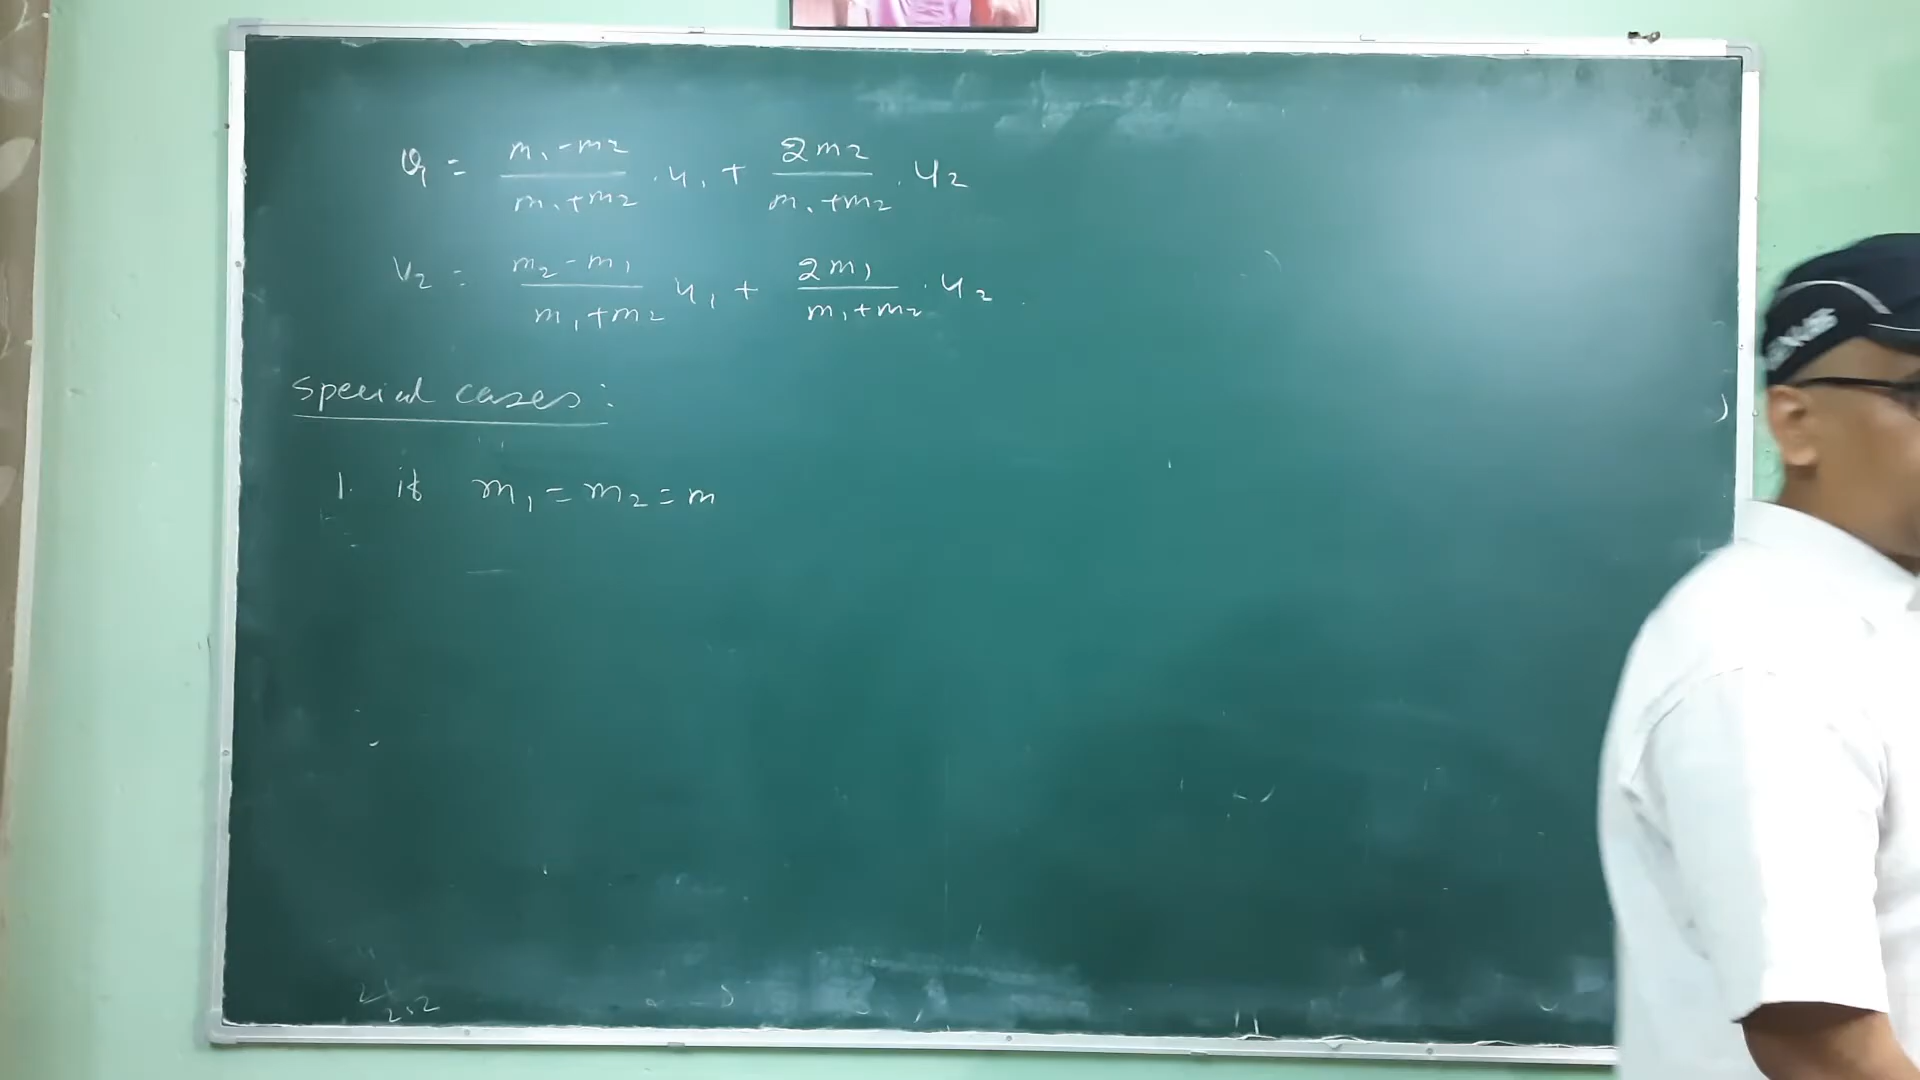 v₁ = (m₁ - m₂)/(m₁ + m₂) . u₁ + 2m₂/(m₁ + m₂) . u₂
v₂ = (m₂ - m₁)/(m₁ + m₂) u₁ + 2m₁/(m₁ + m₂) . u₂
Special cases:
1. if m₁ = m₂ = m